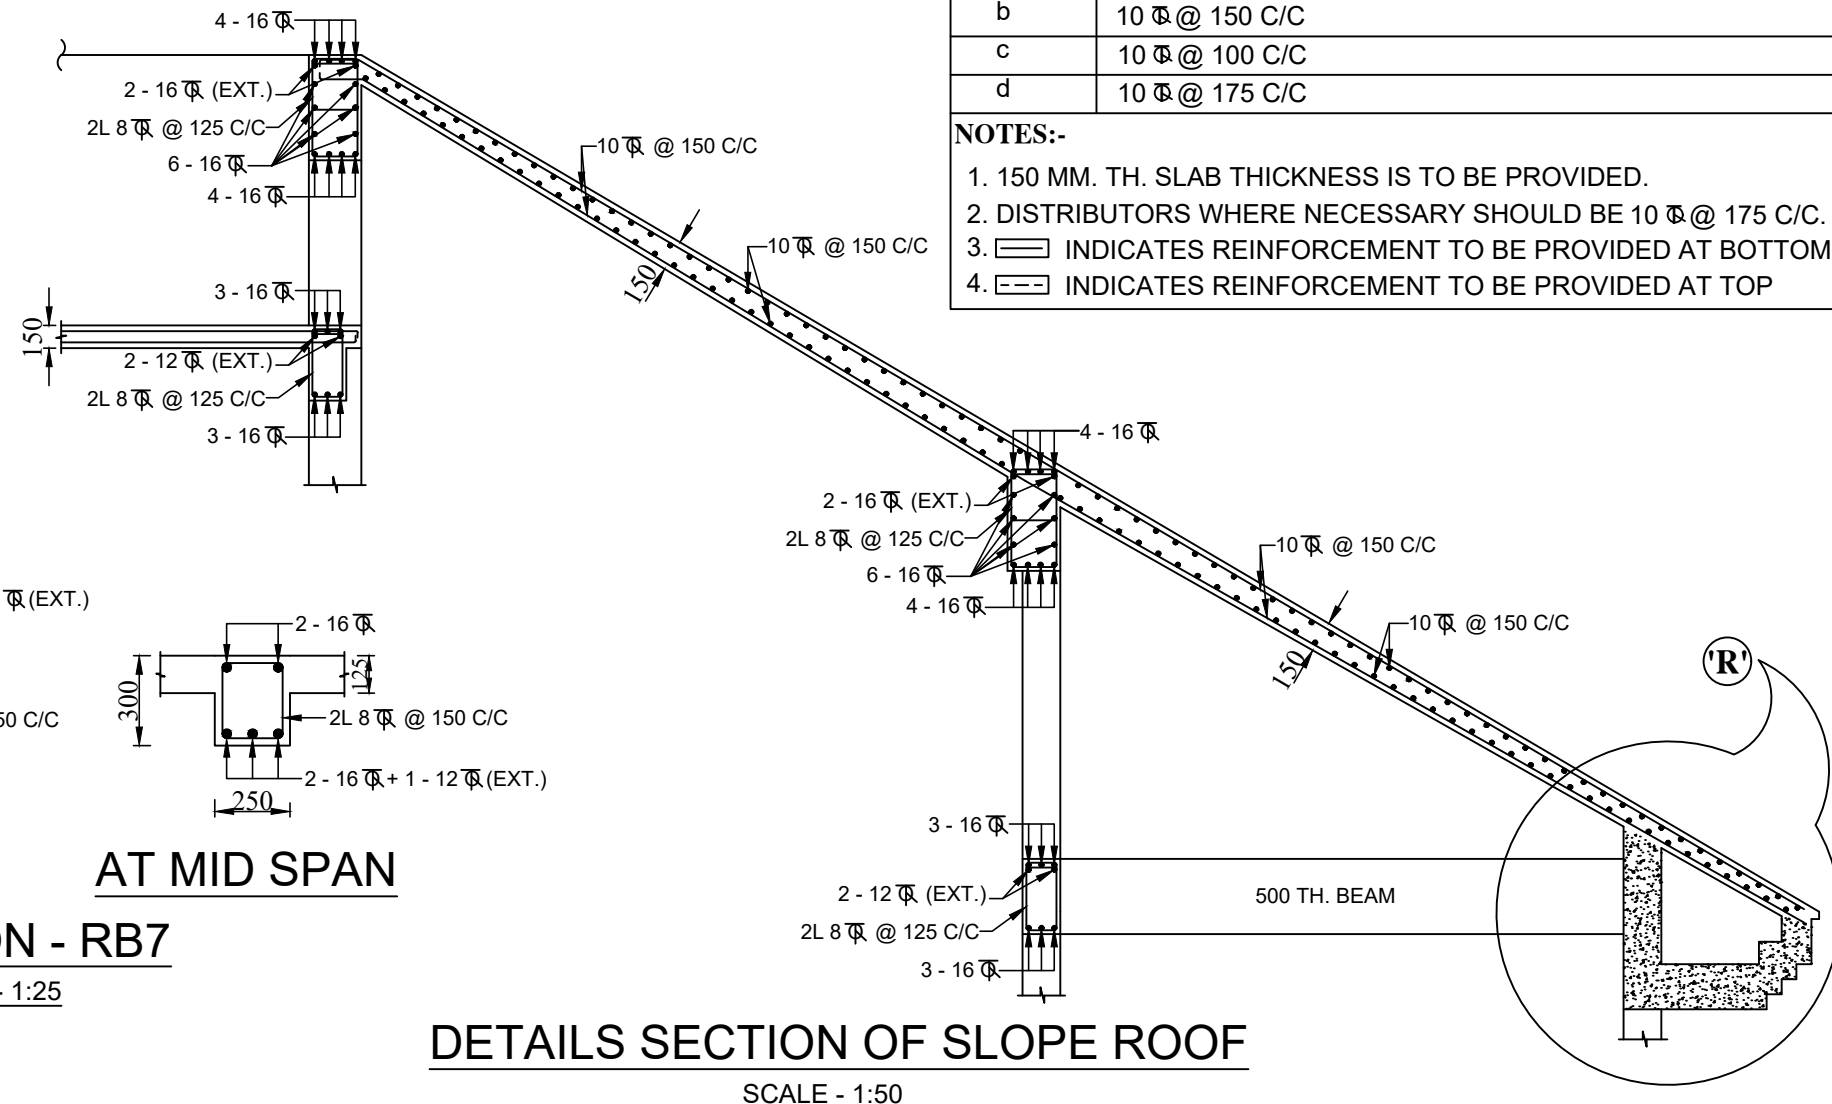 b 10 Ꚛ @ 150 C/C
c 10 Ꚛ @ 100 C/C
d 10 Ꚛ @ 175 C/C
NOTES:-
1. 150 MM. TH. SLAB THICKNESS IS TO BE PROVIDED.
2. DISTRIBUTORS WHERE NECESSARY SHOULD BE 10 Ꚛ @ 175 C/C.
3. INDICATES REINFORCEMENT TO BE PROVIDED AT BOTTOM
4. INDICATES REINFORCEMENT TO BE PROVIDED AT TOP
4 - 16 Ꚛ
2 - 16 Ꚛ (EXT.)
2L 8 Ꚛ @ 125 C/C
6 - 16 Ꚛ
4 - 16 Ꚛ
10 Ꚛ @ 150 C/C
10 Ꚛ @ 150 C/C
150
3 - 16 Ꚛ
150
2 - 12 Ꚛ (EXT.)
2L 8 Ꚛ @ 125 C/C
3 - 16 Ꚛ
4 - 16 Ꚛ
2 - 16 Ꚛ (EXT.)
2L 8 Ꚛ @ 125 C/C
6 - 16 Ꚛ
4 - 16 Ꚛ
10 Ꚛ @ 150 C/C
10 Ꚛ @ 150 C/C
150
'R'
3 - 16 Ꚛ
2 - 12 Ꚛ (EXT.)
2L 8 Ꚛ @ 125 C/C
3 - 16 Ꚛ
500 TH. BEAM
Ꚛ (EXT.)
50 C/C
2 - 16 Ꚛ
300
125
2L 8 Ꚛ @ 150 C/C
2 - 16 Ꚛ + 1 - 12 Ꚛ (EXT.)
250
AT MID SPAN
ON - RB7
- 1:25
DETAILS SECTION OF SLOPE ROOF
SCALE - 1:50